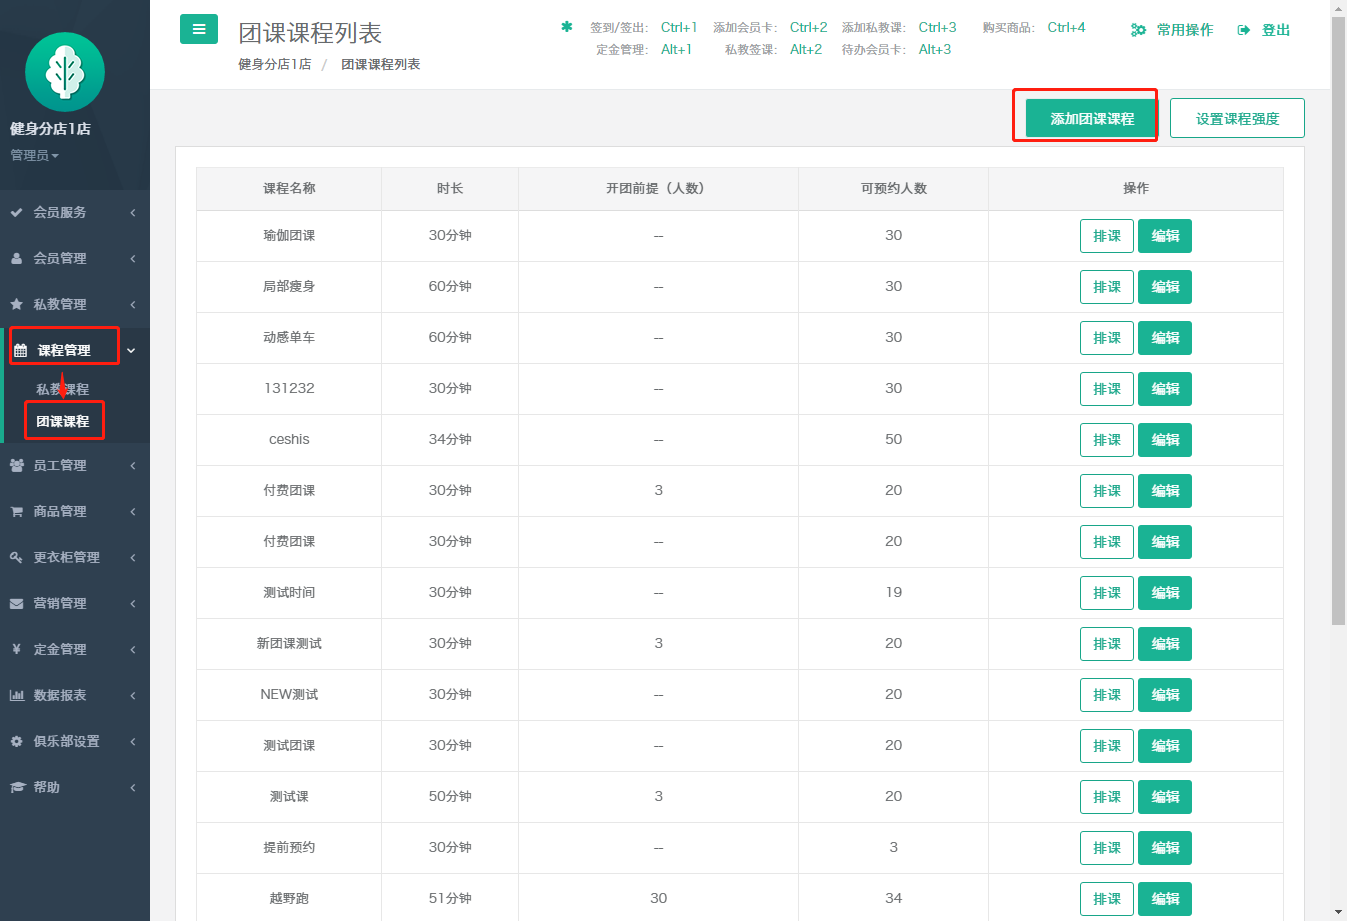 健身分店1店
管理员
会员服务
会员管理
私教管理
课程管理
私教课程
团课课程
员工管理
商品管理
更衣柜管理
营销管理
定金管理
数据报表
俱乐部设置
帮助
团课课程列表
健身分店1店 / 团课课程列表
签到/签出: Ctrl+1 添加会员卡: Ctrl+2 添加私教课: Ctrl+3 购买商品: Ctrl+4
定金管理: Alt+1 私教签课: Alt+2 待办会员卡: Alt+3
常用操作 登出
添加团课课程 设置课程强度
课程名称 时长 开团前提（人数） 可预约人数 操作
瑜伽团课 30分钟 -- 30 排课 编辑
局部瘦身 60分钟 -- 30 排课 编辑
动感单车 60分钟 -- 30 排课 编辑
131232 30分钟 -- 30 排课 编辑
ceshis 34分钟 -- 50 排课 编辑
付费团课 30分钟 3 20 排课 编辑
付费团课 30分钟 -- 20 排课 编辑
测试时间 30分钟 -- 19 排课 编辑
新团课测试 30分钟 3 20 排课 编辑
NEW测试 30分钟 -- 20 排课 编辑
测试团课 30分钟 -- 20 排课 编辑
测试课 50分钟 3 20 排课 编辑
提前预约 30分钟 -- 3 排课 编辑
越野跑 51分钟 30 34 排课 编辑